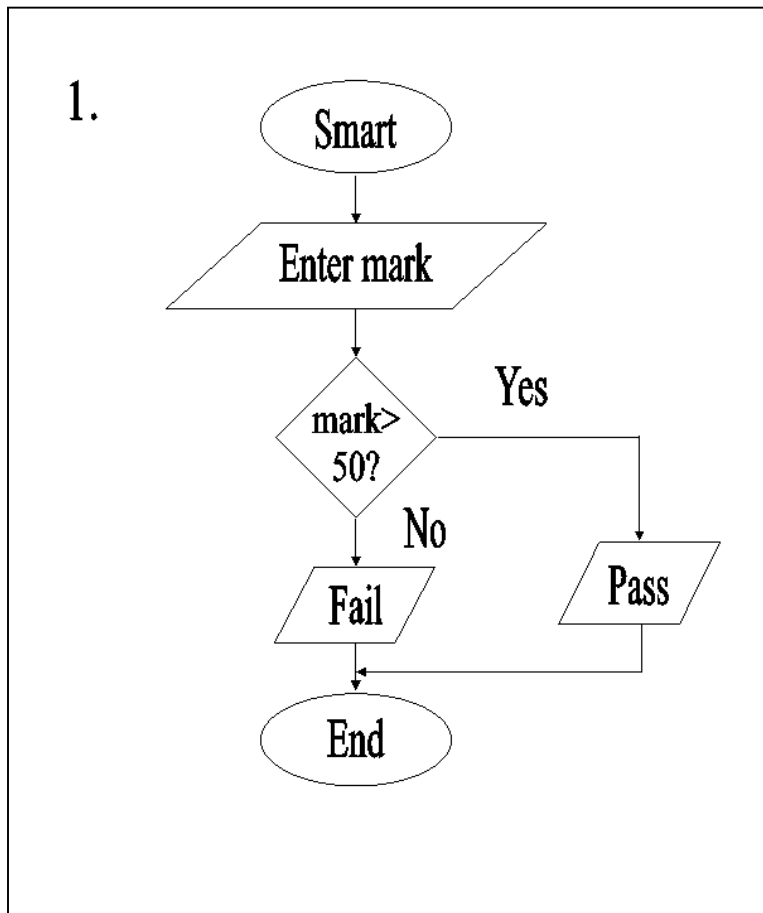 1.
Smart
Enter mark
mark>
50?
Yes
No
Fail
Pass
End